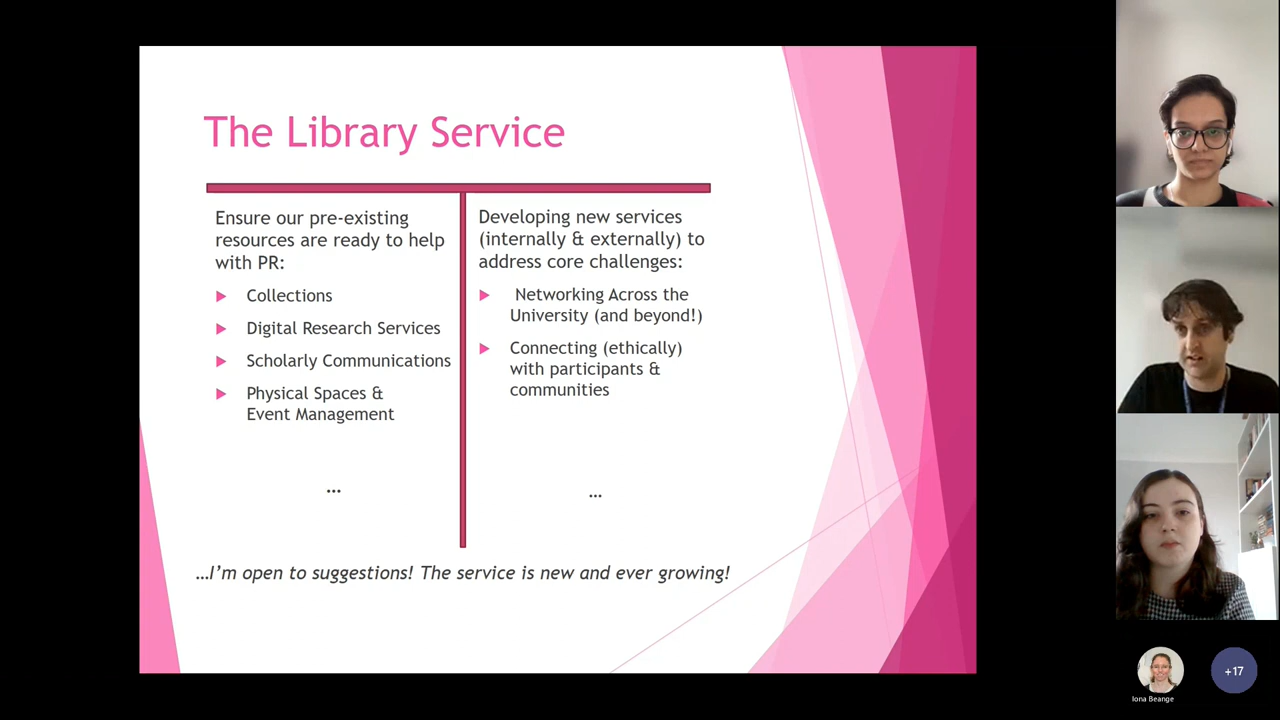 The Library Service
Ensure our pre-existing
resources are ready to help
with PR:
Collections
Digital Research Services
Scholarly Communications
Physical Spaces &
Event Management
...
Developing new services
(internally & externally) to
address core challenges:
Networking Across the
University (and beyond!)
Connecting (ethically)
with participants &
communities
...
...I'm open to suggestions! The service is new and ever growing!
Iona Beange
+17